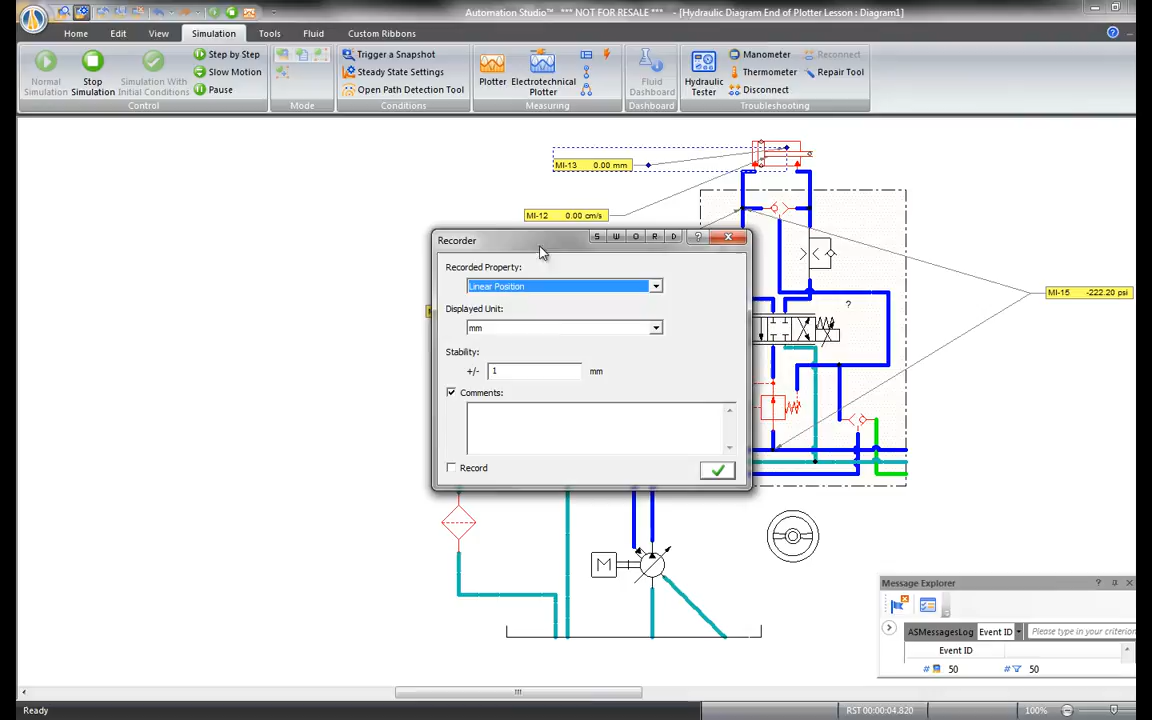 Automation Studio™ *** NOT FOR RESALE *** - [Hydraulic Diagram End of Plotter Lesson : Diagram1]
Home Edit View Simulation Tools Fluid Custom Ribbons
Normal Simulation
Stop Simulation
Simulation With Initial Conditions
Step by Step
Slow Motion
Pause
Control
Mode
Trigger a Snapshot
Steady State Settings
Open Path Detection Tool
Conditions
Plotter
Electrotechnical Plotter
Measuring
Fluid Dashboard
Dashboard
Hydraulic Tester
Manometer
Thermometer
Disconnect
Reconnect
Repair Tool
Troubleshooting
MI-13 0.00 mm
MI-12 0.00 cm/s
MI-15 -222.20 psi
?
M
Recorder S W O R D ?
Recorded Property:
Linear Position
Displayed Unit:
mm
Stability:
+/- 1 mm
Comments:
Record
Message Explorer ?
ASMessagesLog Event ID Please type in your criterion
Event ID
# 50 # 50
Ready RST 00:00:04.820 100%